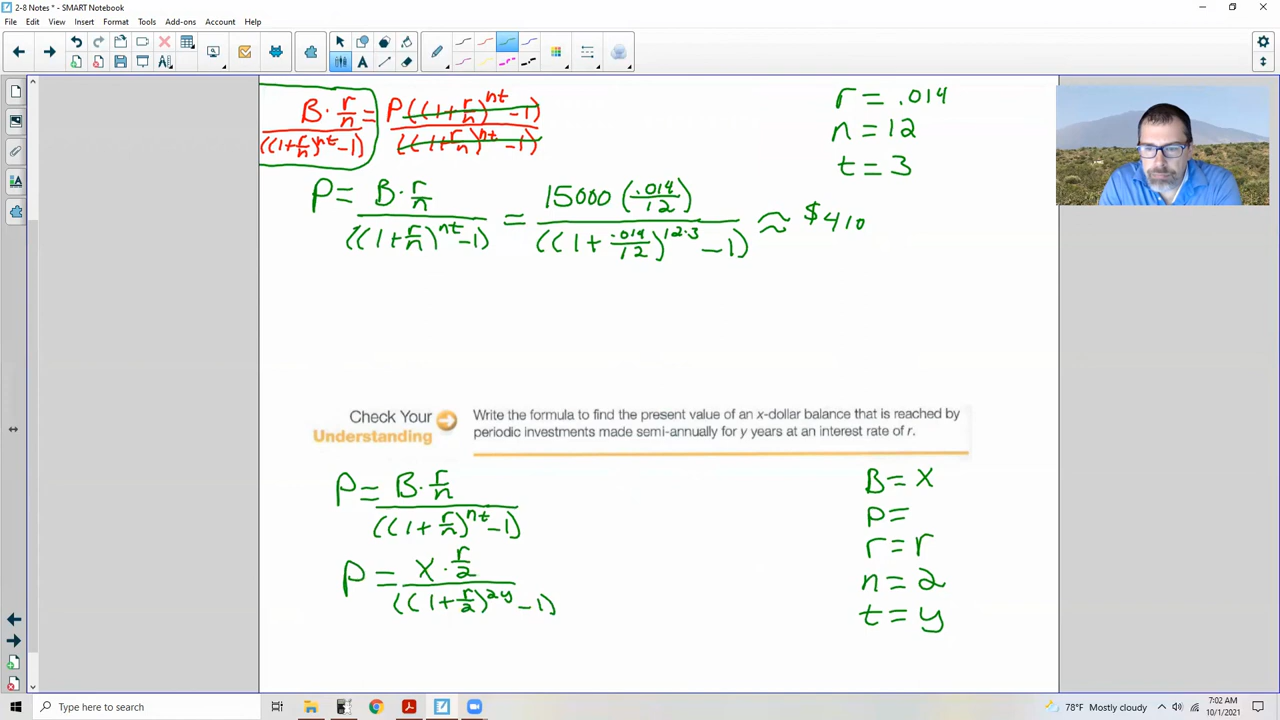 2-8 Notes * - SMART Notebook
File Edit View Insert Format Tools Add-ons Account Help
B · r/n / ((1+r/n)^nt -1) = P((1+r/n)^nt -1) / ((1+r/n)^nt -1)
r = .014
n = 12
t = 3
P = B · r/n / ((1+r/n)^nt -1) = 15000 (.014/12) / ((1+ .014/12)^12·3 -1) ≈ $410
Check Your
Understanding
Write the formula to find the present value of an x-dollar balance that is reached by
periodic investments made semi-annually for y years at an interest rate of r.
P = B · r/n / ((1+ r/n)^nt -1)
P = X · r/2 / ((1+ r/2)^2y -1)
B = X
P =
r = r
n = 2
t = y
Type here to search
78°F Mostly cloudy
7:02 AM
10/1/2021